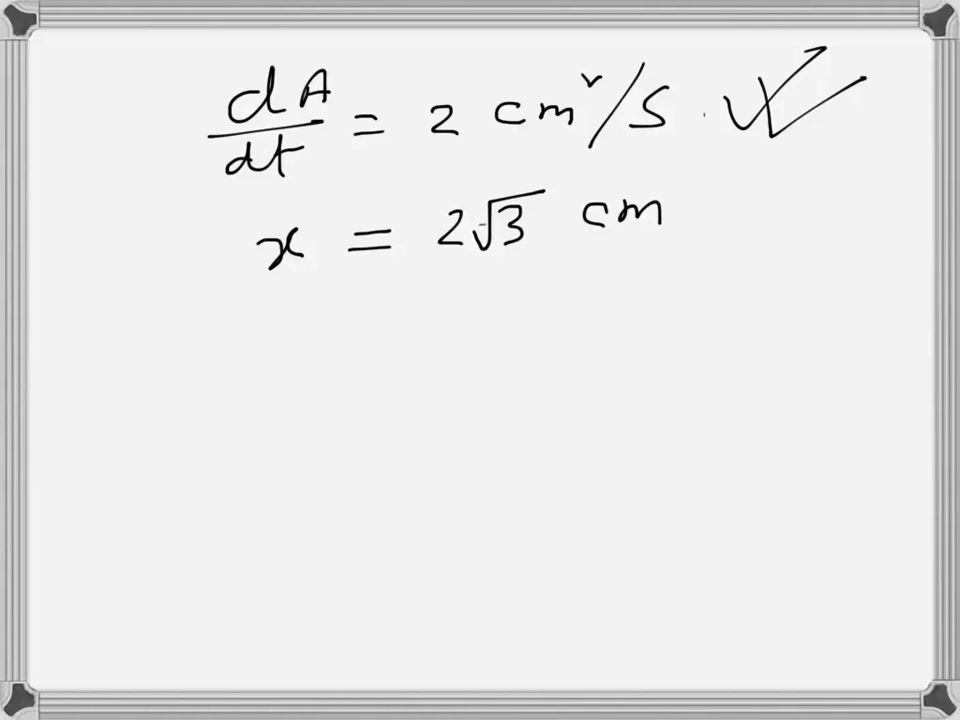 dA/dt = 2 cm²/s.
x = 2√3 cm